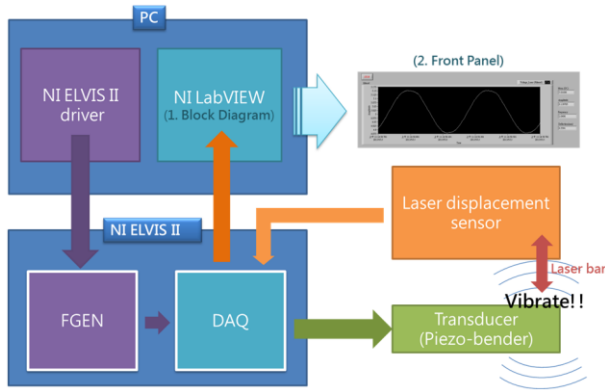 PC
NI ELVIS II
driver
NI LabVIEW
(1. Block Diagram)
(2. Front Panel)
Laser displacement
sensor
Laser bar
NI ELVIS II
FGEN
DAQ
Vibrate!!
Transducer
(Piezo-bender)